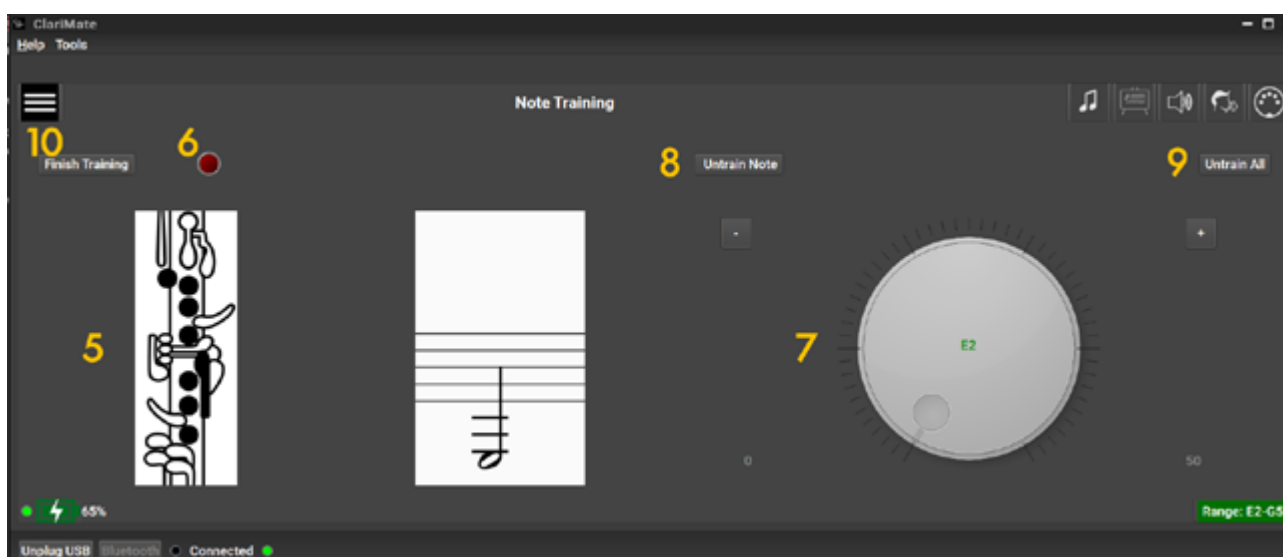 ClariMate
Help Tools
Note Training
10 6 8 9
Finish Training Untrain Note Untrain All
- +
5 7 E2
0 50
65% Range: E2-G5
Unplug USB Bluetooth Connected